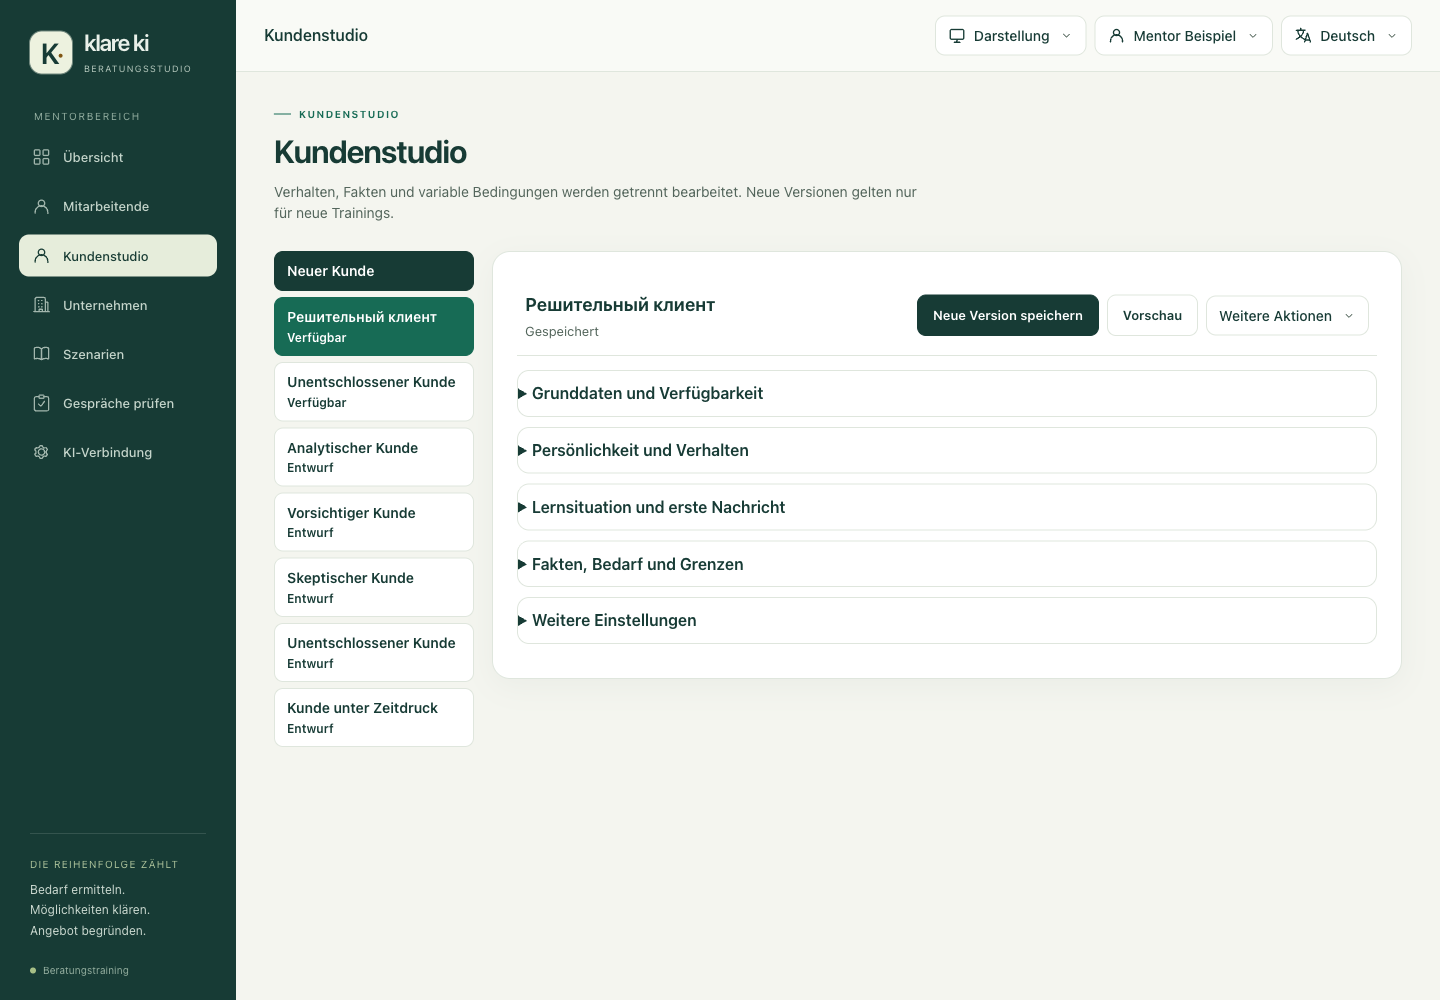 K
klare ki
BERATUNGSSTUDIO
MENTORBEREICH
Übersicht
Mitarbeitende
Kundenstudio
Unternehmen
Szenarien
Gespräche prüfen
KI-Verbindung
DIE REIHENFOLGE ZÄHLT
Bedarf ermitteln.
Möglichkeiten klären.
Angebot begründen.
Beratungstraining
Kundenstudio
Darstellung
Mentor Beispiel
Deutsch
KUNDENSTUDIO
Kundenstudio
Verhalten, Fakten und variable Bedingungen werden getrennt bearbeitet. Neue Versionen gelten nur
für neue Trainings.
Neuer Kunde
Решительный клиент
Verfügbar
Unentschlossener Kunde
Verfügbar
Analytischer Kunde
Entwurf
Vorsichtiger Kunde
Entwurf
Skeptischer Kunde
Entwurf
Unentschlossener Kunde
Entwurf
Kunde unter Zeitdruck
Entwurf
Решительный клиент
Gespeichert
Neue Version speichern
Vorschau
Weitere Aktionen
Grunddaten und Verfügbarkeit
Persönlichkeit und Verhalten
Lernsituation und erste Nachricht
Fakten, Bedarf und Grenzen
Weitere Einstellungen